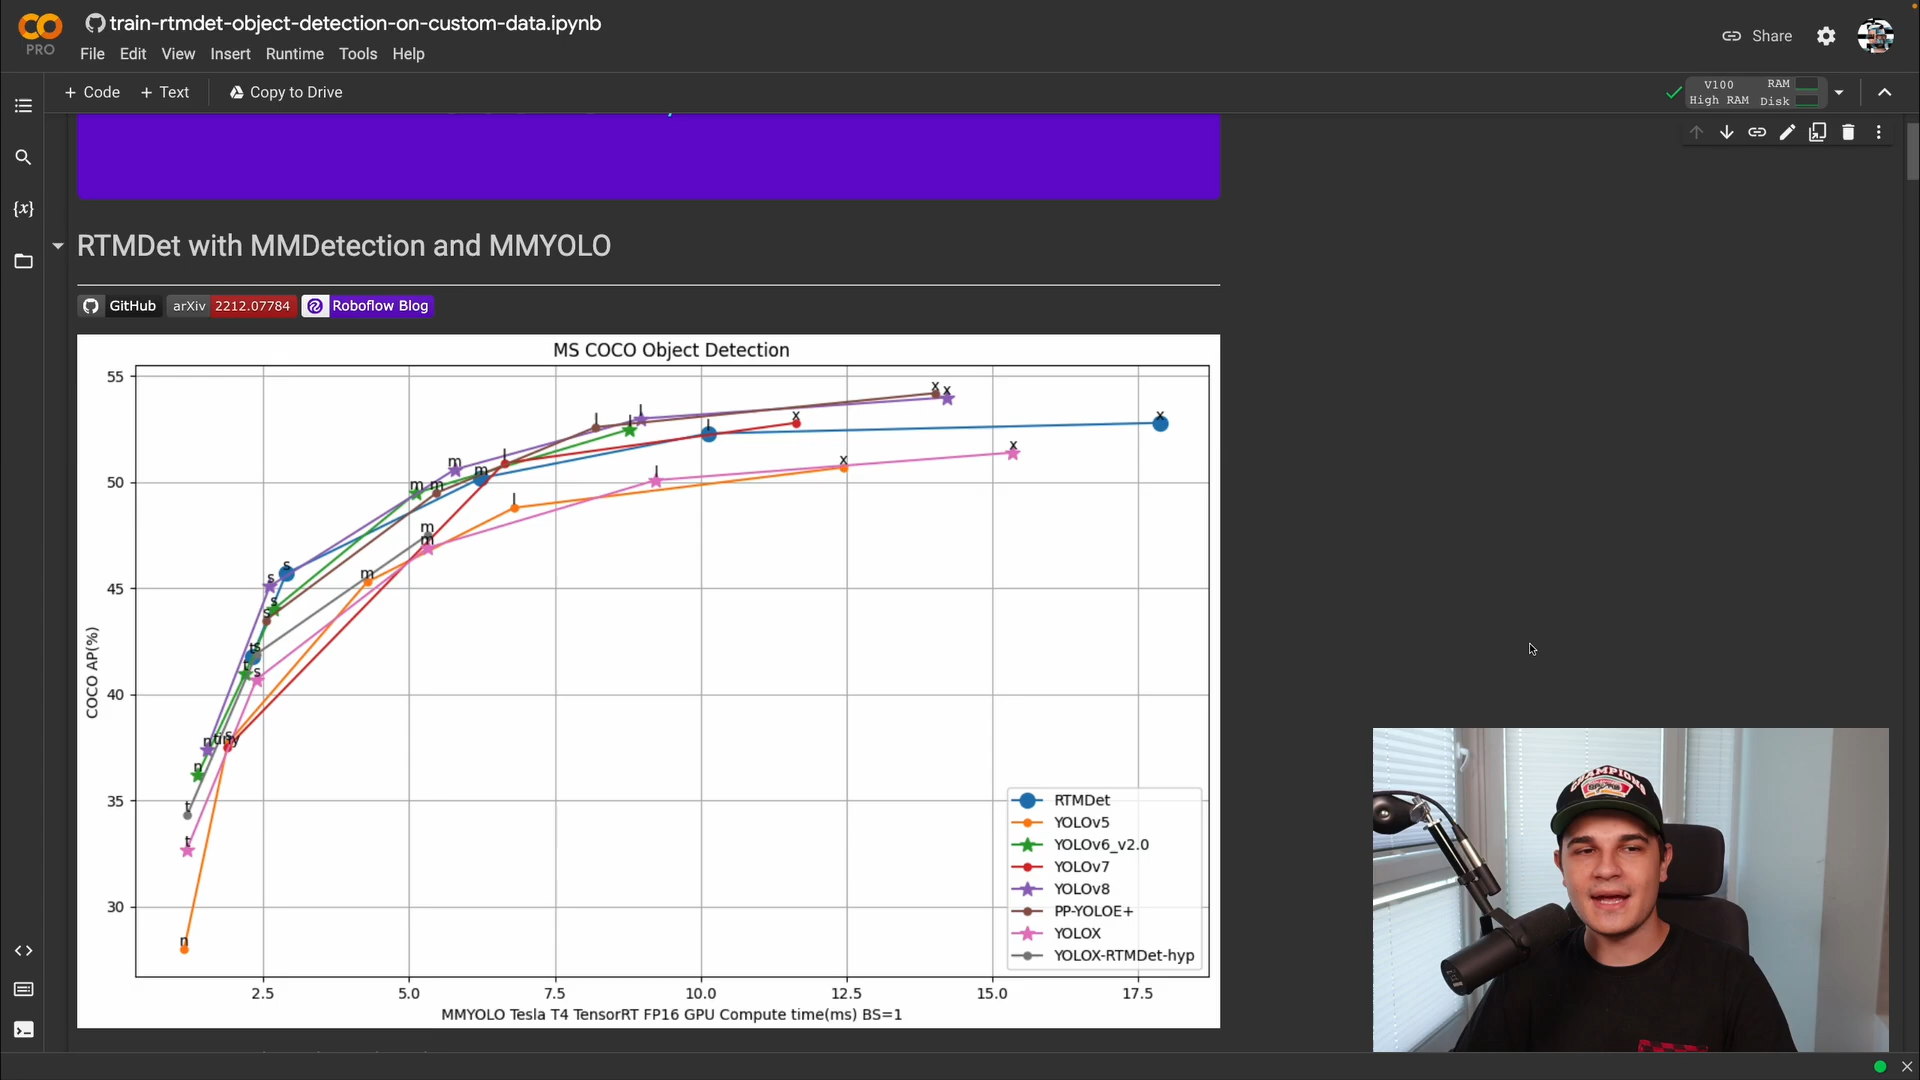 PRO
train-rtmdet-object-detection-on-custom-data.ipynb
File Edit View Insert Runtime Tools Help
Share
+ Code + Text Copy to Drive
V100 RAM
High RAM Disk
{x}
RTMDet with MMDetection and MMYOLO
GitHub arXiv 2212.07784 Roboflow Blog
MS COCO Object Detection
55
50
45
40
35
30
COCO AP(%)
x x
x
l l l l x
x
m m l l x
m m
l
m
m
m
s s
s
s
t s
t s
n tiny s
n
t
t
n
RTMDet
YOLOv5
YOLOv6_v2.0
YOLOv7
YOLOv8
PP-YOLOE+
YOLOX
YOLOX-RTMDet-hyp
2.5 5.0 7.5 10.0 12.5 15.0 17.5
MMYOLO Tesla T4 TensorRT FP16 GPU Compute time(ms) BS=1
CHAMPIONS